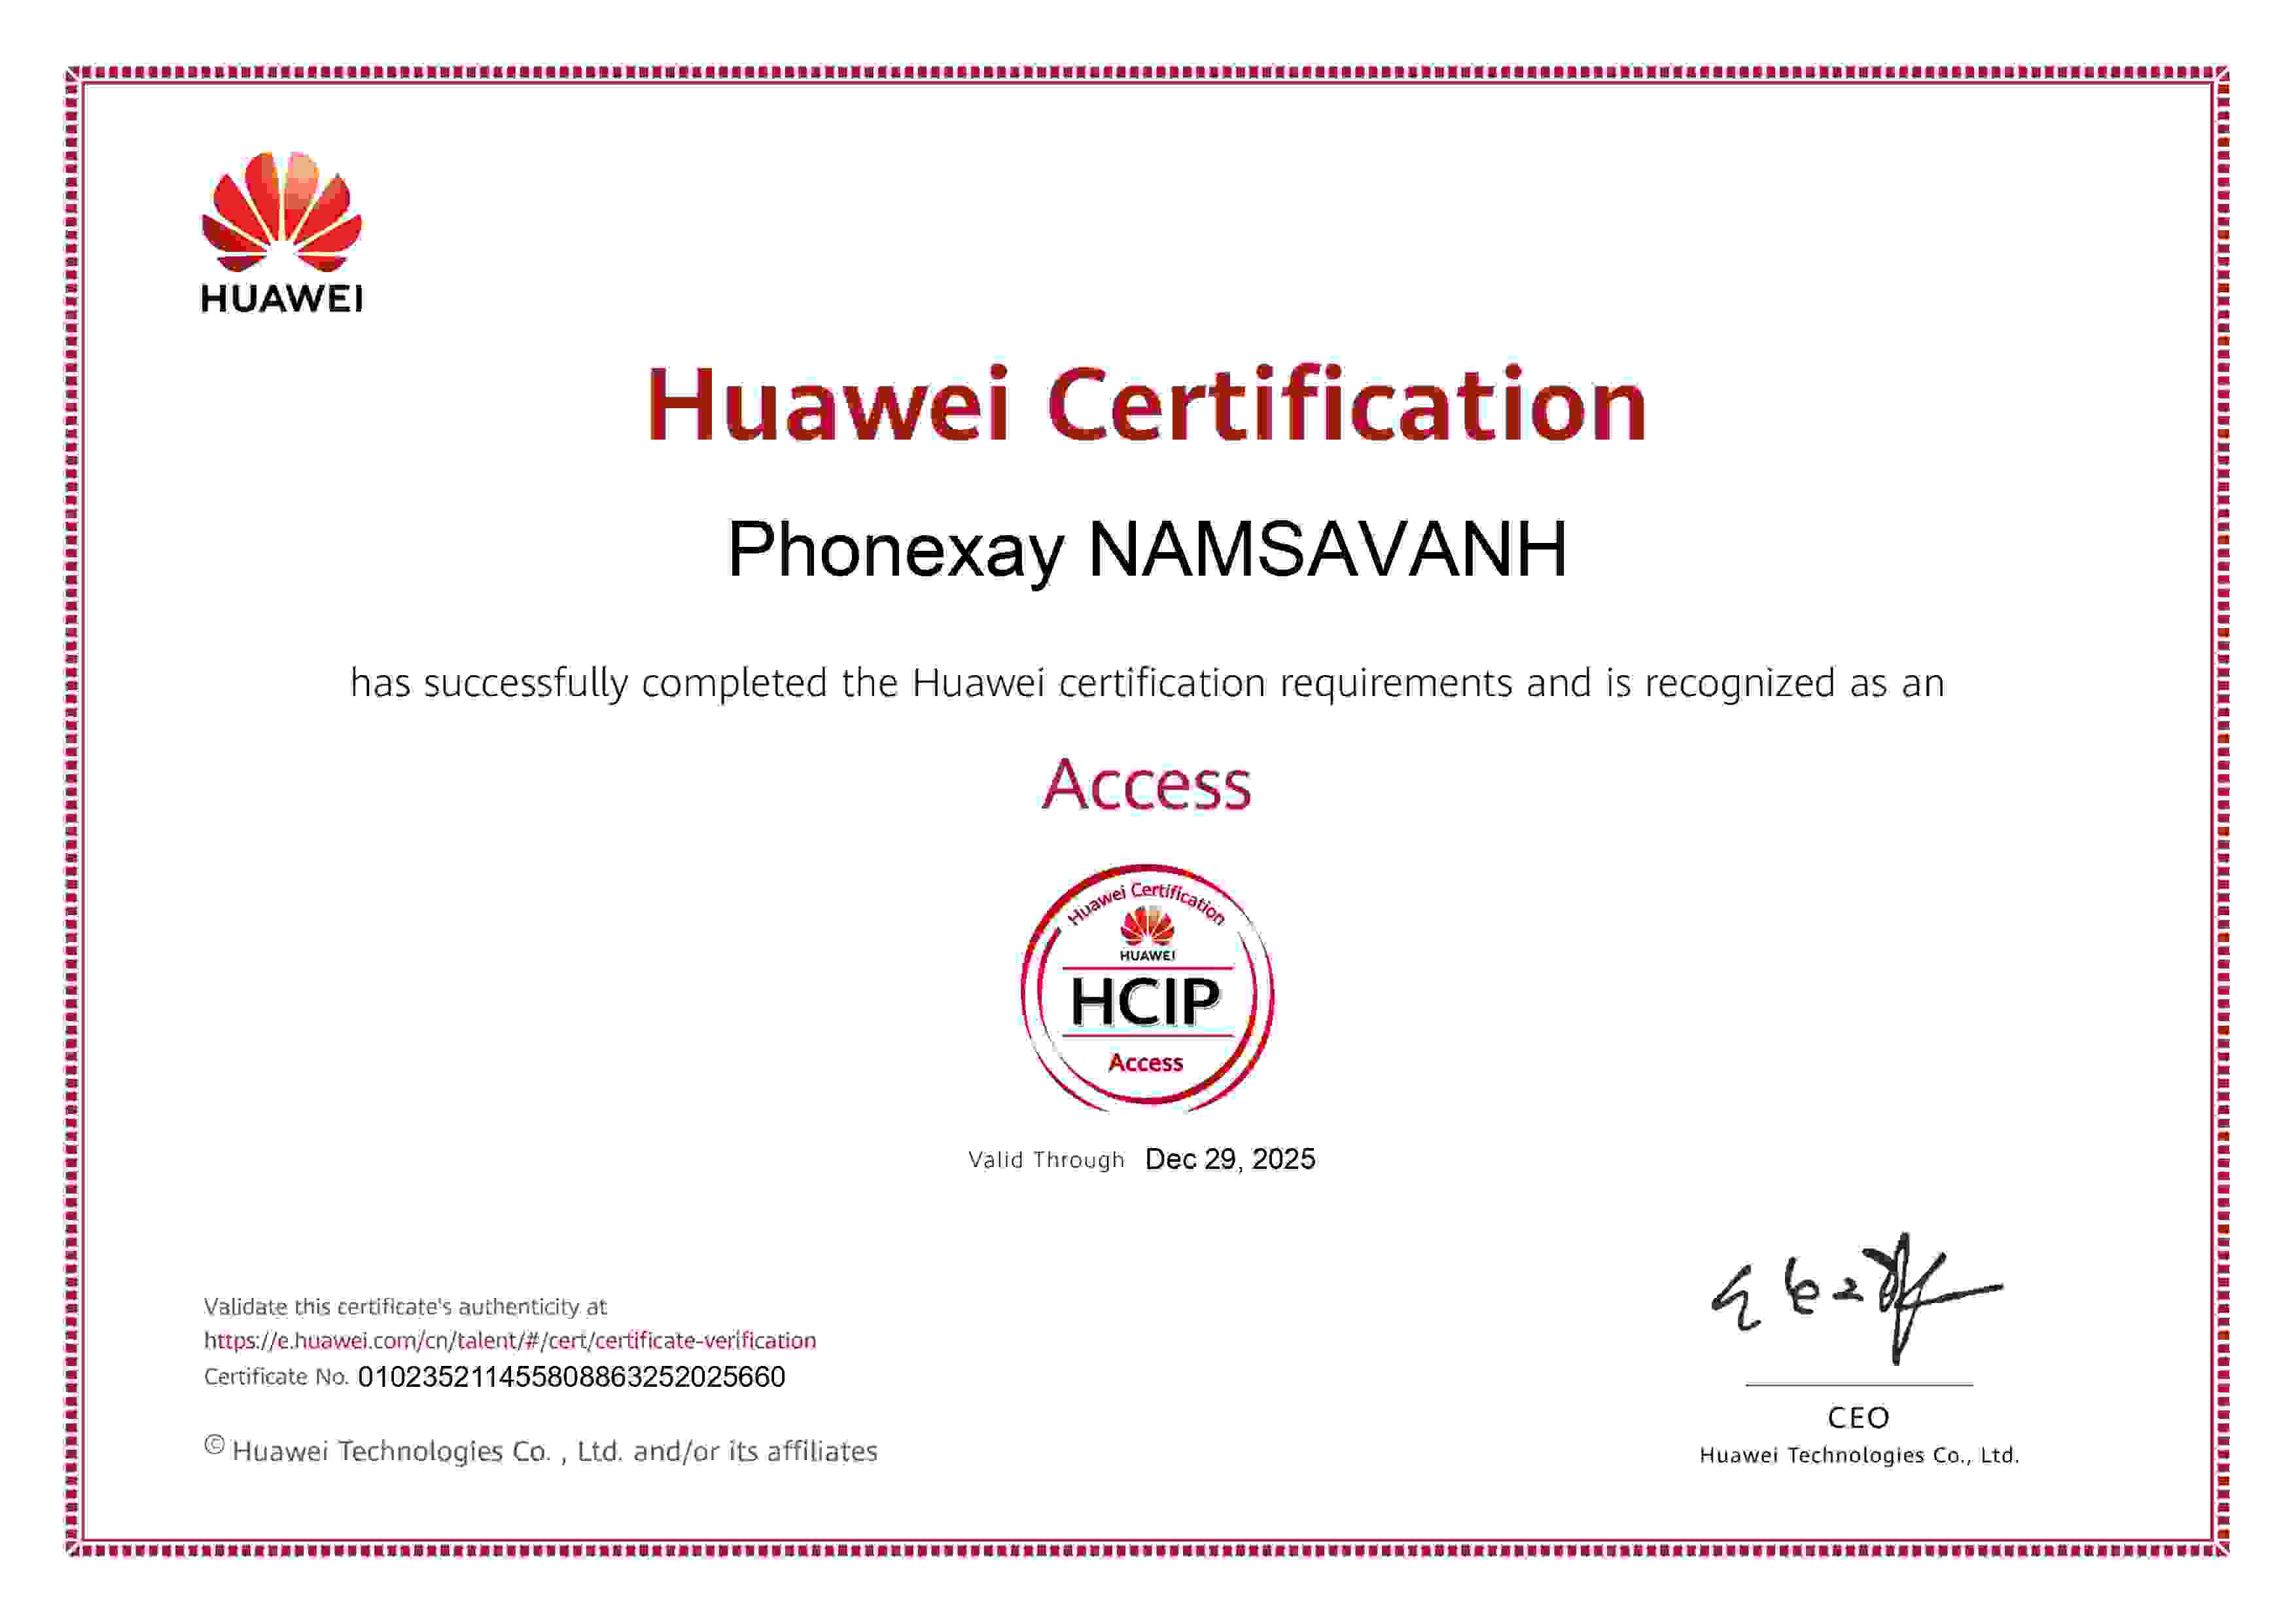 HUAWEI
Huawei Certification
Phonexay NAMSAVANH
has successfully completed the Huawei certification requirements and is recognized as an
Access
Huawei Certification
HUAWEI
HCIP
Access
Valid Through Dec 29, 2025
Validate this certificate's authenticity at
https://e.huawei.com/cn/talent/#/cert/certificate-verification
Certificate No. 010235211455808863252025660
© Huawei Technologies Co. , Ltd. and/or its affiliates
CEO
Huawei Technologies Co., Ltd.